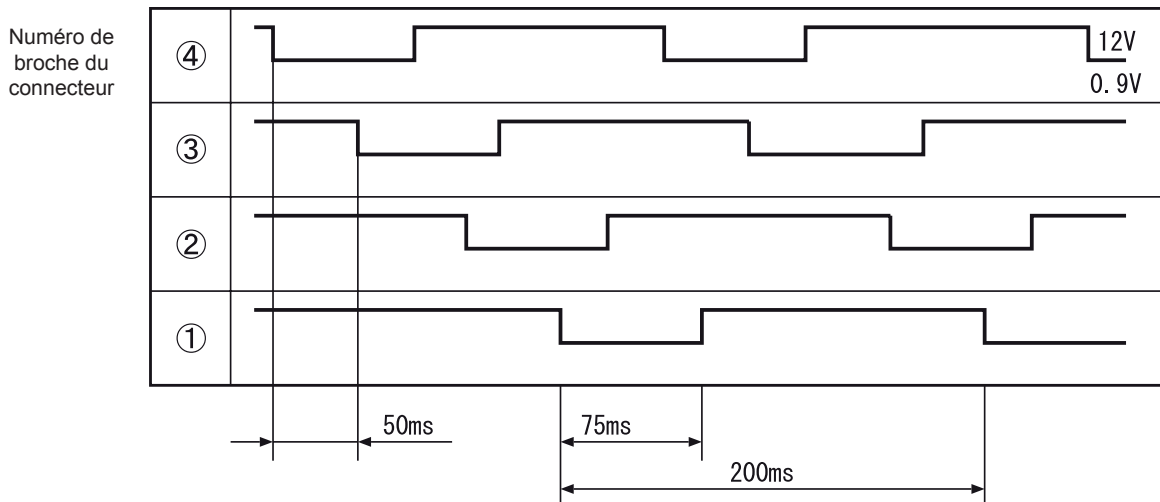 Numéro de
broche du
connecteur
④
12V
0.9V
③
②
①
50ms
75ms
200ms